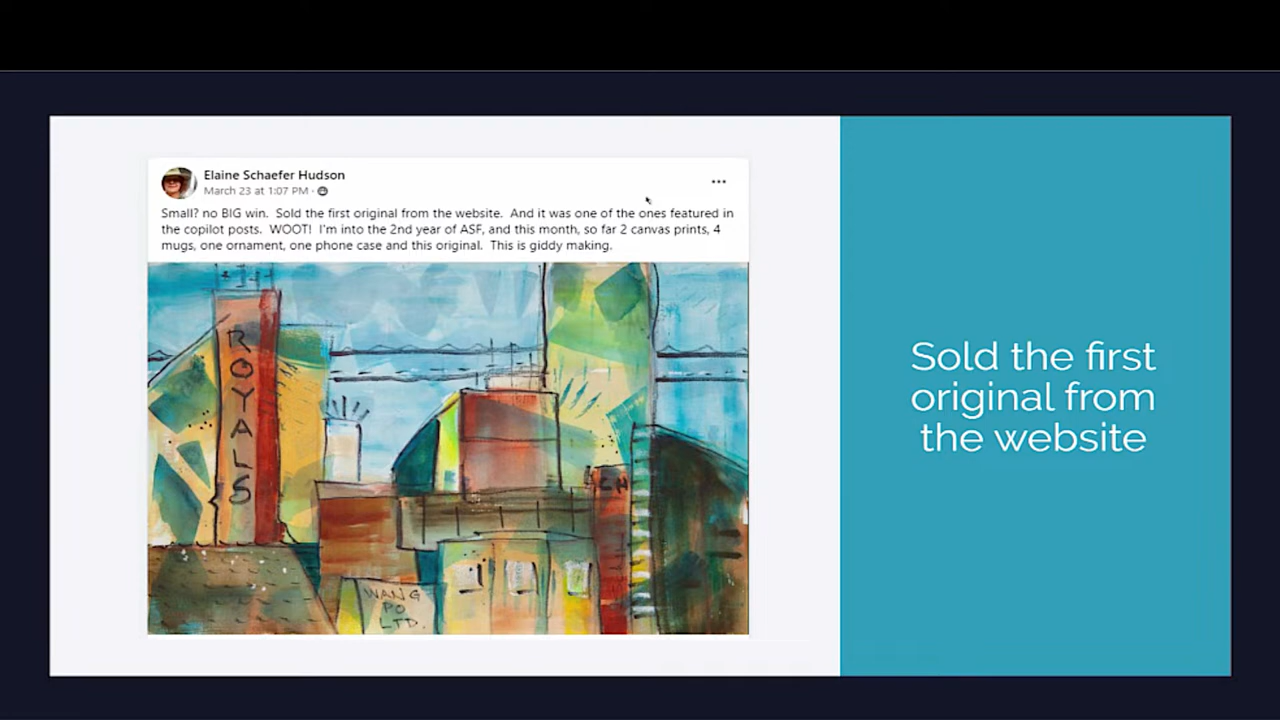 Elaine Schaefer Hudson
March 23 at 1:07 PM ·
Small? no BIG win. Sold the first original from the website. And it was one of the ones featured in
the copilot posts. WOOT! I'm into the 2nd year of ASF, and this month, so far 2 canvas prints, 4
mugs, one ornament, one phone case and this original. This is giddy making.
ROYALS
CH
WANG
PO
LTD.
Sold the first
original from
the website